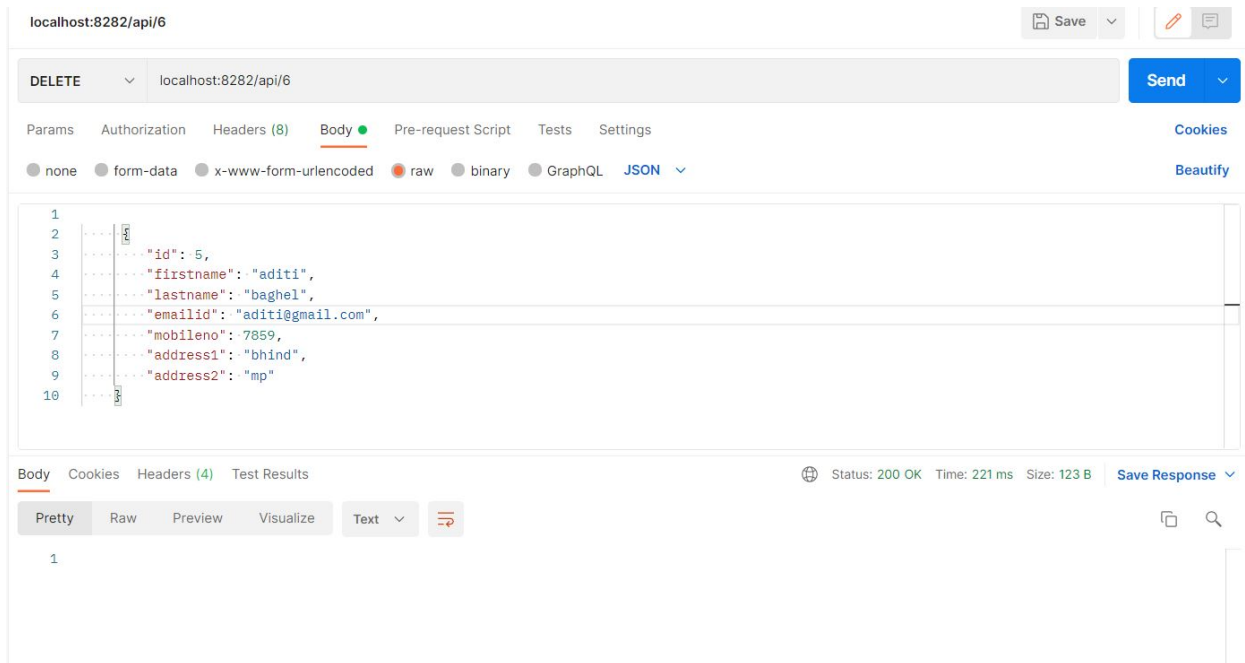 localhost:8282/api/6 Save
DELETE localhost:8282/api/6 Send
Params Authorization Headers (8) Body Pre-request Script Tests Settings Cookies
none form-data x-www-form-urlencoded raw binary GraphQL JSON Beautify
1
2 {
3 "id": 5,
4 "firstname": "aditi",
5 "lastname": "baghel",
6 "emailid": "aditi@gmail.com",
7 "mobileno": 7859,
8 "address1": "bhind",
9 "address2": "mp"
10 }
Body Cookies Headers (4) Test Results Status: 200 OK Time: 221 ms Size: 123 B Save Response
Pretty Raw Preview Visualize Text
1